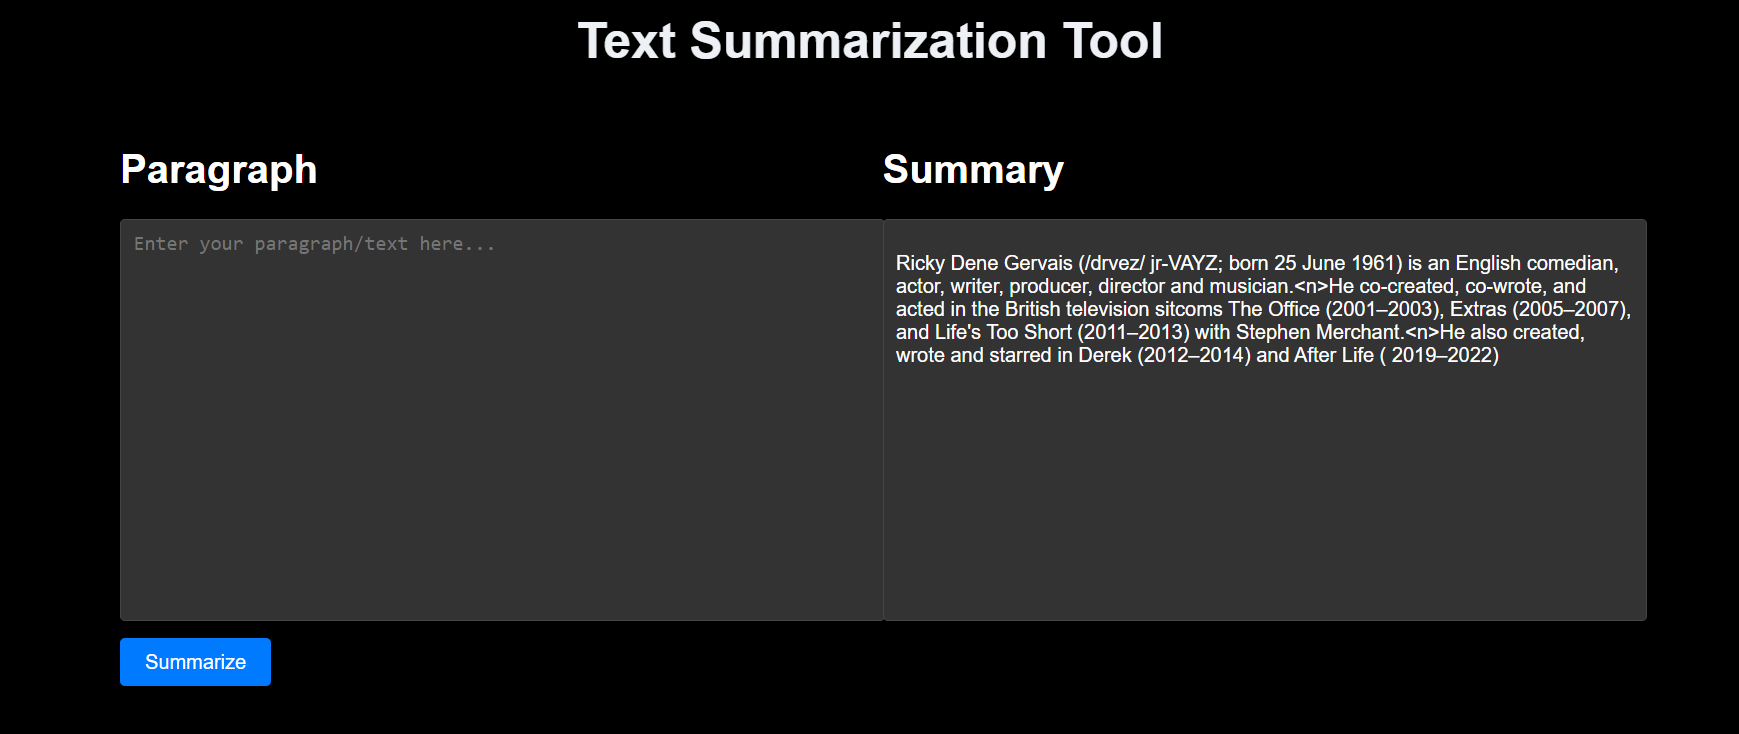 Text Summarization Tool
Paragraph
Enter your paragraph/text here...
Summarize
Summary
Ricky Dene Gervais (/drvez/ jr-VAYZ; born 25 June 1961) is an English comedian,
actor, writer, producer, director and musician.<n>He co-created, co-wrote, and
acted in the British television sitcoms The Office (2001–2003), Extras (2005–2007),
and Life's Too Short (2011–2013) with Stephen Merchant.<n>He also created,
wrote and starred in Derek (2012–2014) and After Life ( 2019–2022)